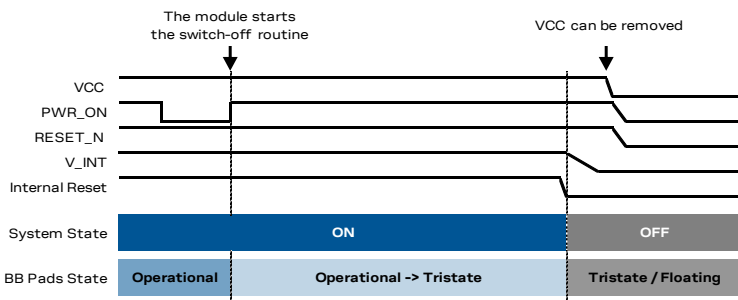 The module starts
the switch-off routine
VCC can be removed
VCC
PWR_ON
RESET_N
V_INT
Internal Reset
System State
ON
OFF
BB Pads State
Operational
Operational -> Tristate
Tristate / Floating